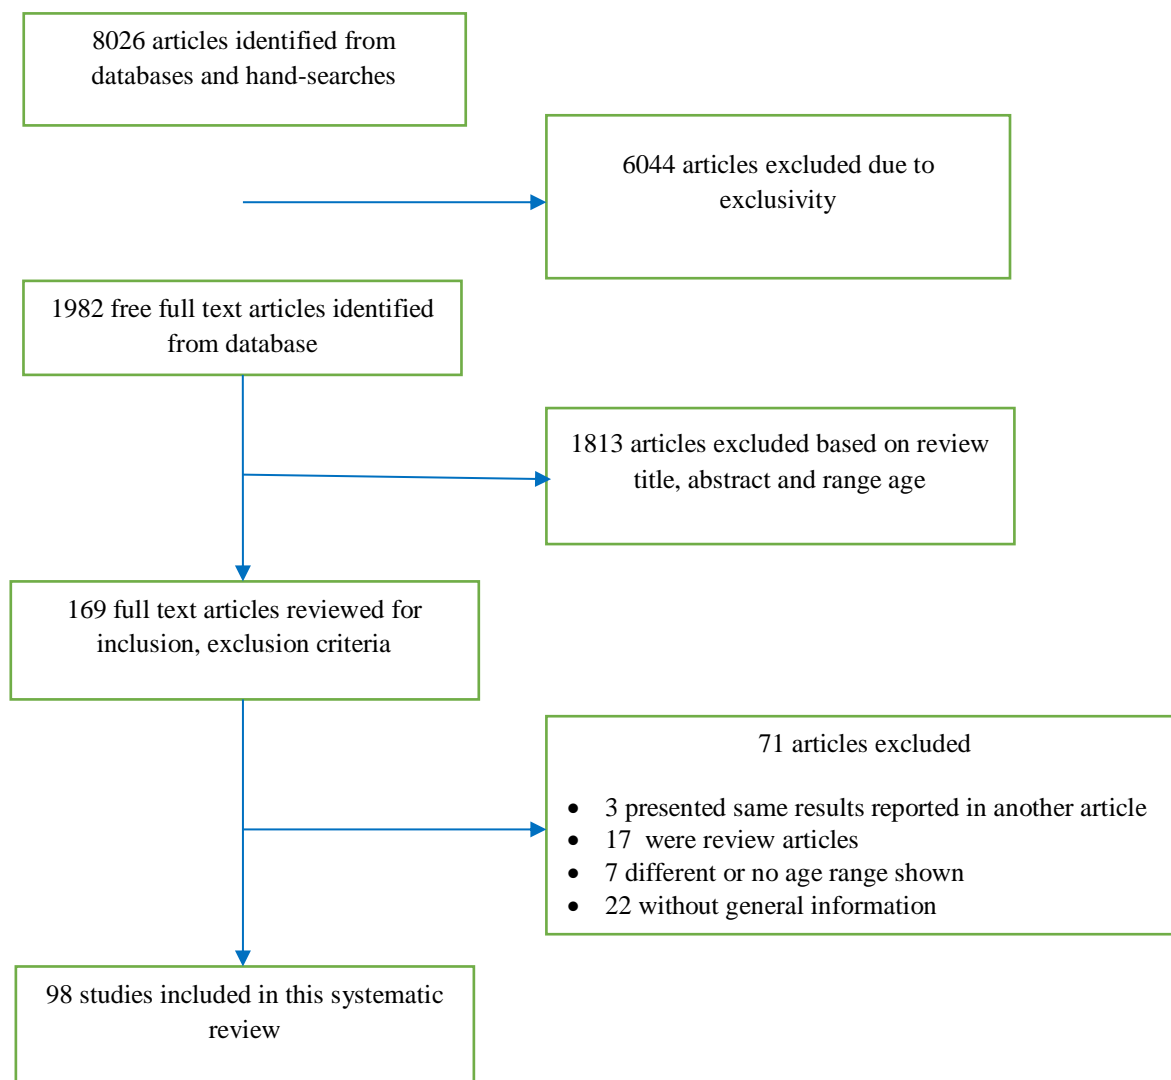 8026 articles identified from
databases and hand-searches
6044 articles excluded due to
exclusivity
1982 free full text articles identified
from database
1813 articles excluded based on review
title, abstract and range age
169 full text articles reviewed for
inclusion, exclusion criteria
71 articles excluded
• 3 presented same results reported in another article
• 17 were review articles
• 7 different or no age range shown
• 22 without general information
98 studies included in this systematic
review